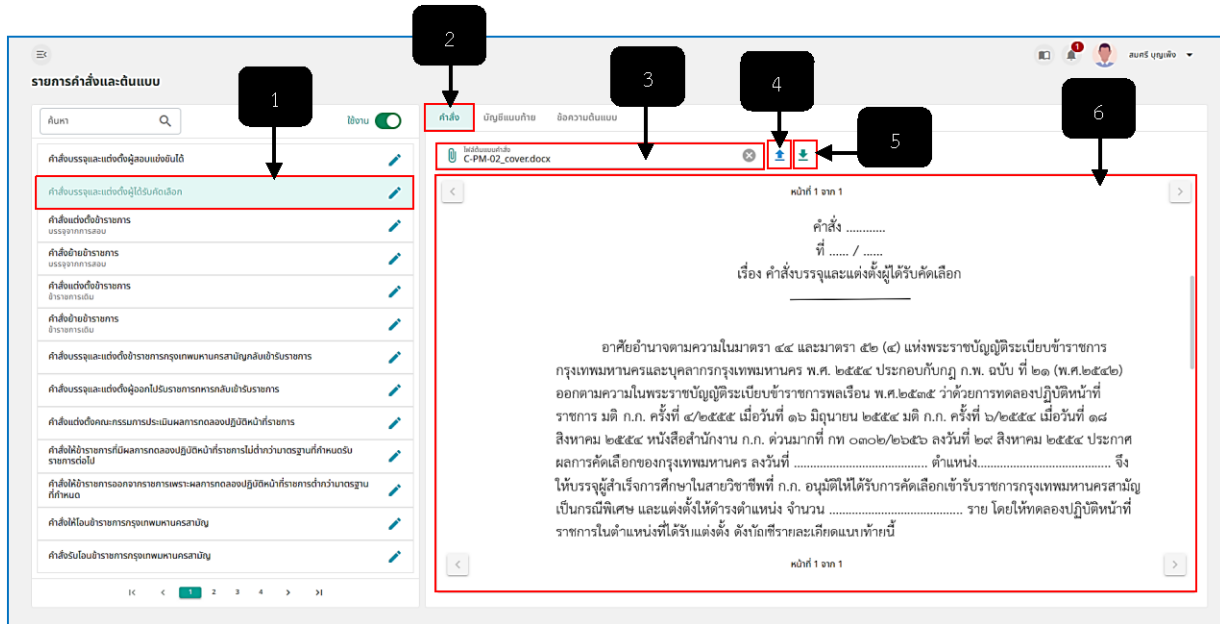 2
3
4
1
6
5
1
สมศรี บุญเพ็ง
รายการคำสั่งและต้นแบบ
ค้นหา
ใช้งาน
คำสั่งบรรจุและแต่งตั้งผู้สอบแข่งขันได้
คำสั่งบรรจุและแต่งตั้งผู้ได้รับคัดเลือก
คำสั่งแต่งตั้งข้าราชการ
บรรจุจากการสอบ
คำสั่งย้ายข้าราชการ
บรรจุจากการสอบ
คำสั่งแต่งตั้งข้าราชการ
ข้าราชการเดิม
คำสั่งย้ายข้าราชการ
ข้าราชการเดิม
คำสั่งบรรจุและแต่งตั้งข้าราชการกรุงเทพมหานครสามัญกลับเข้ารับราชการ
คำสั่งบรรจุและแต่งตั้งผู้ออกไปรับราชการทหารกลับเข้ารับราชการ
คำสั่งแต่งตั้งคณะกรรมการประเมินผลการทดลองปฏิบัติหน้าที่ราชการ
คำสั่งให้ข้าราชการที่มีผลการทดลองปฏิบัติหน้าที่ราชการไม่ต่ำกว่ามาตรฐานที่กำหนดรับ
ราชการต่อไป
คำสั่งให้ข้าราชการออกจากราชการเพราะผลการทดลองปฏิบัติหน้าที่ราชการต่ำกว่ามาตรฐาน
ที่กำหนด
คำสั่งให้โอนข้าราชการกรุงเทพมหานครสามัญ
คำสั่งรับโอนข้าราชการกรุงเทพมหานครสามัญ
1 2 3 4
คำสั่ง บัญชีแนบท้าย ข้อความต้นแบบ
ไฟล์ต้นแบบคำสั่ง
C-PM-02_cover.docx
หน้าที่ 1 จาก 1
คำสั่ง ............
ที่ ...... / ......
เรื่อง คำสั่งบรรจุและแต่งตั้งผู้ได้รับคัดเลือก
อาศัยอำนาจตามความในมาตรา ๔๔ และมาตรา ๕๒ (๔) แห่งพระราชบัญญัติระเบียบข้าราชการ
กรุงเทพมหานครและบุคลากรกรุงเทพมหานคร พ.ศ. ๒๕๕๔ ประกอบกับกฎ ก.พ. ฉบับ ที่ ๒๑ (พ.ศ.๒๕๔๒)
ออกตามความในพระราชบัญญัติระเบียบข้าราชการพลเรือน พ.ศ.๒๕๓๕ ว่าด้วยการทดลองปฏิบัติหน้าที่
ราชการ มติ ก.ก. ครั้งที่ ๔/๒๕๕๕ เมื่อวันที่ ๑๖ มิถุนายน ๒๕๕๔ มติ ก.ก. ครั้งที่ ๖/๒๕๕๔ เมื่อวันที่ ๑๘
สิงหาคม ๒๕๕๔ หนังสือสำนักงาน ก.ก. ด่วนมากที่ กท ๐๓๐๒/๒๖๕๖ ลงวันที่ ๒๙ สิงหาคม ๒๕๕๔ ประกาศ
ผลการคัดเลือกของกรุงเทพมหานคร ลงวันที่ ...................................... ตำแหน่ง...................................... จึง
ให้บรรจุผู้สำเร็จการศึกษาในสายวิชาชีพที่ ก.ก. อนุมัติให้ได้รับการคัดเลือกเข้ารับราชการกรุงเทพมหานครสามัญ
เป็นกรณีพิเศษ และแต่งตั้งให้ดำรงตำแหน่ง จำนวน ...................................... ราย โดยให้ทดลองปฏิบัติหน้าที่
ราชการในตำแหน่งที่ได้รับแต่งตั้ง ดังบัญชีรายละเอียดแนบท้ายนี้
หน้าที่ 1 จาก 1